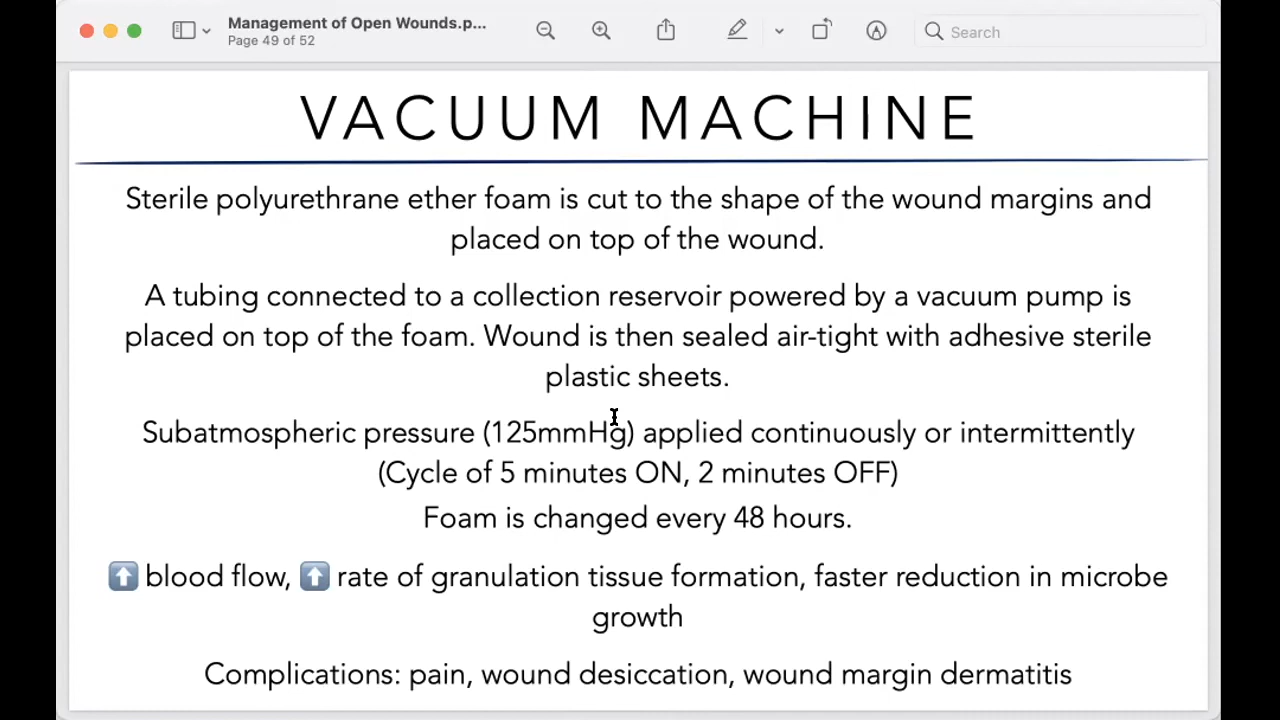 Management of Open Wounds.p...
Page 49 of 52
Search
VACUUM MACHINE
Sterile polyurethrane ether foam is cut to the shape of the wound margins and
placed on top of the wound.
A tubing connected to a collection reservoir powered by a vacuum pump is
placed on top of the foam. Wound is then sealed air-tight with adhesive sterile
plastic sheets.
Subatmospheric pressure (125mmHg) applied continuously or intermittently
(Cycle of 5 minutes ON, 2 minutes OFF)
Foam is changed every 48 hours.
⬆ blood flow, ⬆ rate of granulation tissue formation, faster reduction in microbe
growth
Complications: pain, wound desiccation, wound margin dermatitis